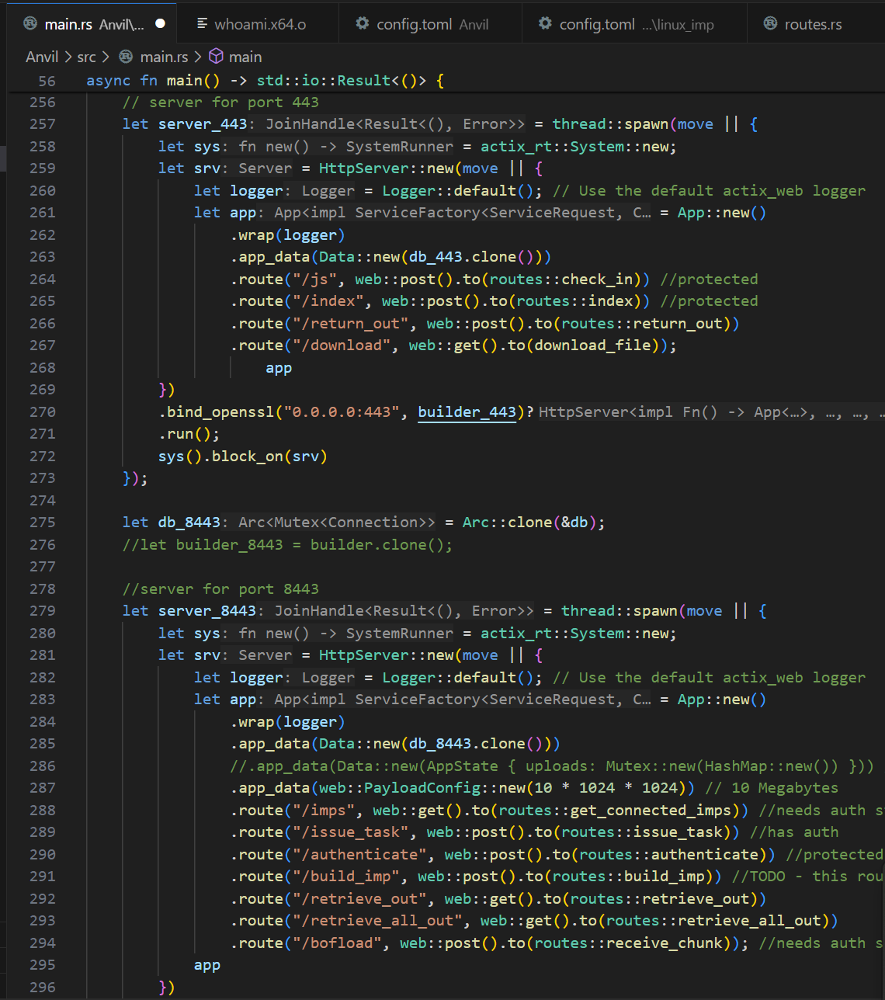 main.rs Anvil\... whoami.x64.o config.toml Anvil config.toml ...\linux_imp routes.rs
Anvil > src > main.rs > main
56 async fn main() -> std::io::Result<()> {
256 // server for port 443
257 let server_443: JoinHandle<Result<(), Error>> = thread::spawn(move || {
258 let sys: fn new() -> SystemRunner = actix_rt::System::new;
259 let srv: Server = HttpServer::new(move || {
260 let logger: Logger = Logger::default(); // Use the default actix_web logger
261 let app: App<impl ServiceFactory<ServiceRequest, C… = App::new()
262 .wrap(logger)
263 .app_data(Data::new(db_443.clone()))
264 .route("/js", web::post().to(routes::check_in)) //protected
265 .route("/index", web::post().to(routes::index)) //protected
266 .route("/return_out", web::post().to(routes::return_out))
267 .route("/download", web::get().to(download_file));
268 app
269 })
270 .bind_openssl("0.0.0.0:443", builder_443)? HttpServer<impl Fn() -> App<…>, …, …, …
271 .run();
272 sys().block_on(srv)
273 });
274
275 let db_8443: Arc<Mutex<Connection>> = Arc::clone(&db);
276 //let builder_8443 = builder.clone();
277
278 //server for port 8443
279 let server_8443: JoinHandle<Result<(), Error>> = thread::spawn(move || {
280 let sys: fn new() -> SystemRunner = actix_rt::System::new;
281 let srv: Server = HttpServer::new(move || {
282 let logger: Logger = Logger::default(); // Use the default actix_web logger
283 let app: App<impl ServiceFactory<ServiceRequest, C… = App::new()
284 .wrap(logger)
285 .app_data(Data::new(db_8443.clone()))
286 //.app_data(Data::new(AppState { uploads: Mutex::new(HashMap::new()) }))
287 .app_data(web::PayloadConfig::new(10 * 1024 * 1024)) // 10 Megabytes
288 .route("/imps", web::get().to(routes::get_connected_imps)) //needs auth s
289 .route("/issue_task", web::post().to(routes::issue_task)) //has auth
290 .route("/authenticate", web::post().to(routes::authenticate)) //protected
291 .route("/build_imp", web::post().to(routes::build_imp)) //TODO - this rou
292 .route("/retrieve_out", web::get().to(routes::retrieve_out))
293 .route("/retrieve_all_out", web::get().to(routes::retrieve_all_out))
294 .route("/bofload", web::post().to(routes::receive_chunk)); //needs auth s
295 app
296 })